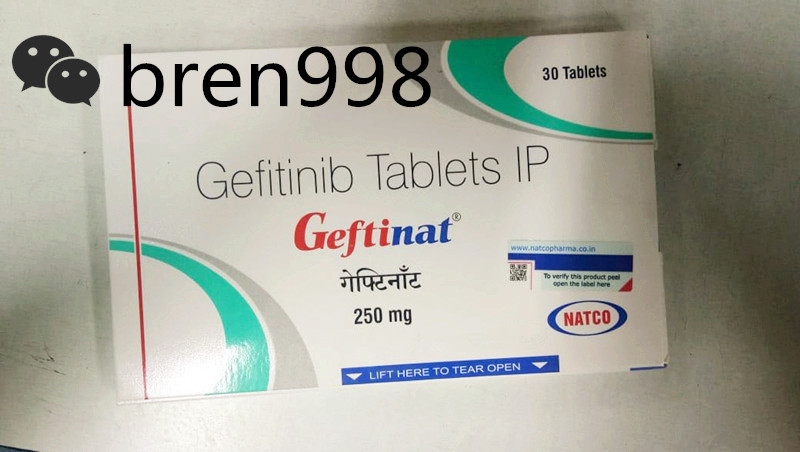 bren998
30 Tablets
Gefitinib Tablets IP
Geftinat®
गेफ्टिनॉंट
250 mg
www.natcopharma.co.in
To verify this product peel
open the label here
NATCO
LIFT HERE TO TEAR OPEN